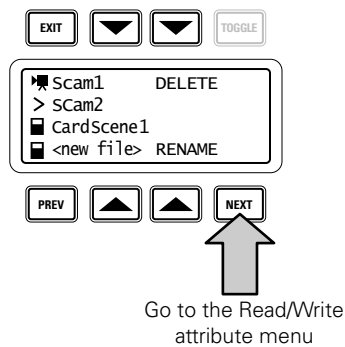 EXIT TOGGLE
SCam1 DELETE
> SCam2
CardScene1
<new file> RENAME
PREV NEXT
Go to the Read/Write
attribute menu